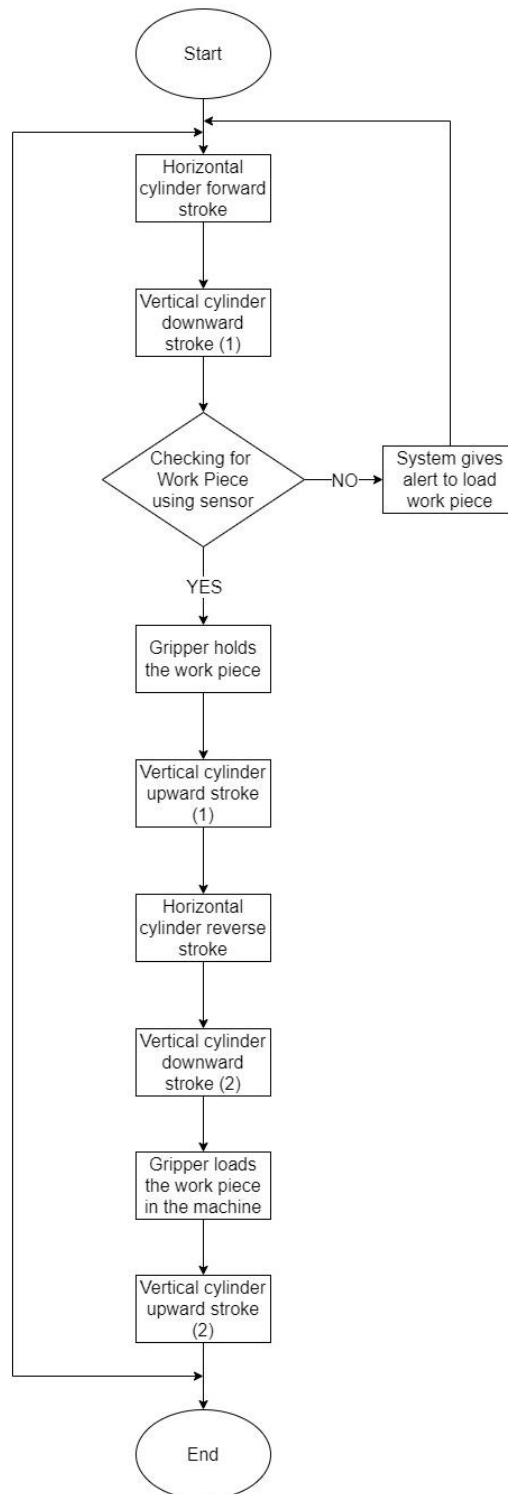 Start
Horizontal
cylinder forward
stroke
Vertical cylinder
downward
stroke (1)
Checking for
Work Piece
using sensor
NO
System gives
alert to load
work piece
YES
Gripper holds
the work piece
Vertical cylinder
upward stroke
(1)
Horizontal
cylinder reverse
stroke
Vertical cylinder
downward
stroke (2)
Gripper loads
the work piece
in the machine
Vertical cylinder
upward stroke
(2)
End